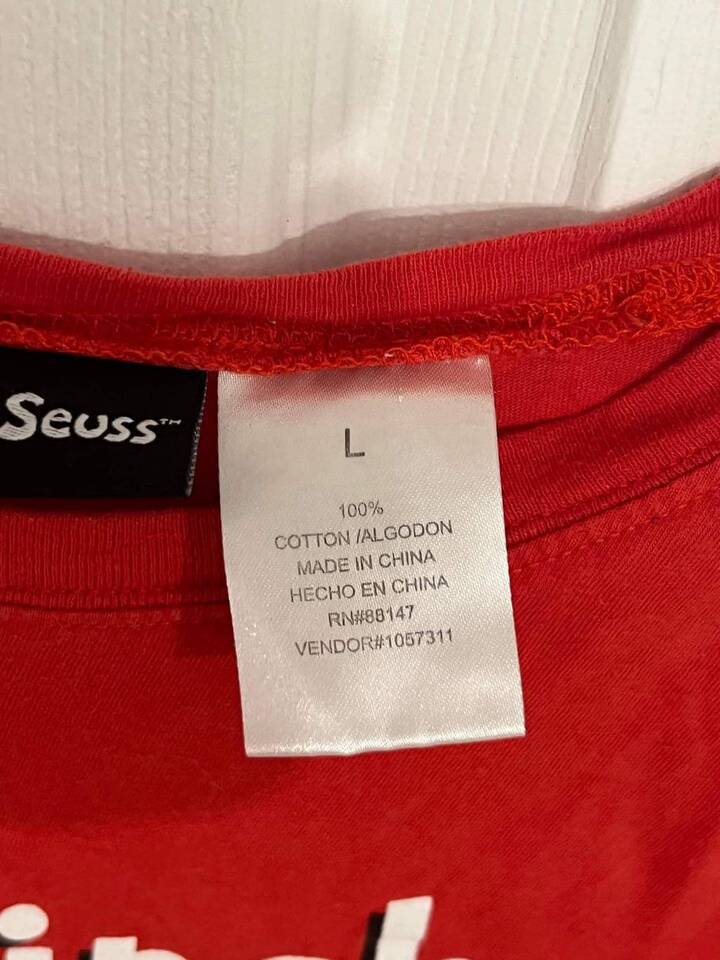 Seuss™
L
100%
COTTON /ALGODON
MADE IN CHINA
HECHO EN CHINA
RN#88147
VENDOR#1057311